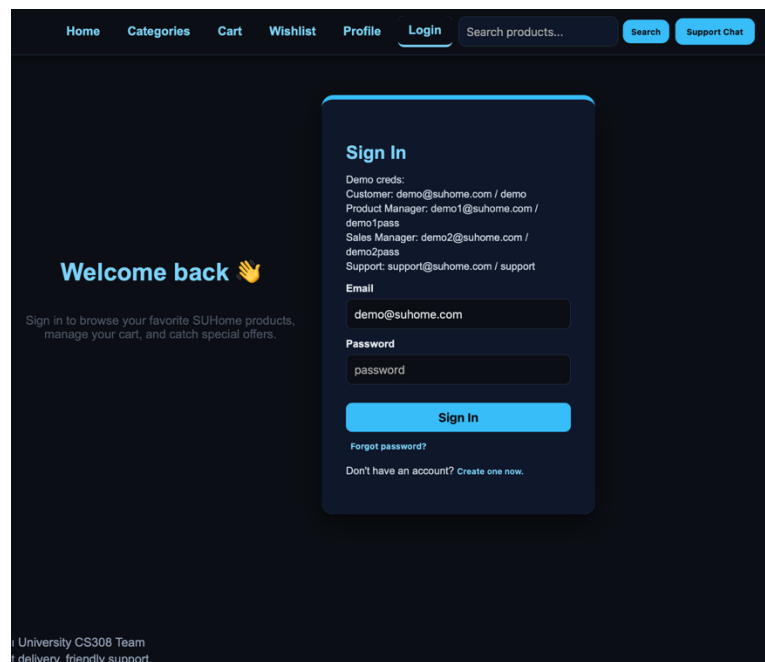 Home Categories Cart Wishlist Profile Login Search products... Search Support Chat
Welcome back 👋
Sign in to browse your favorite SUHome products,
manage your cart, and catch special offers.
Sign In
Demo creds:
Customer: demo@suhome.com / demo
Product Manager: demo1@suhome.com /
demo1pass
Sales Manager: demo2@suhome.com /
demo2pass
Support: support@suhome.com / support
Email
demo@suhome.com
Password
password
Sign In
Forgot password?
Don't have an account? Create one now.
University CS308 Team
delivery, friendly support